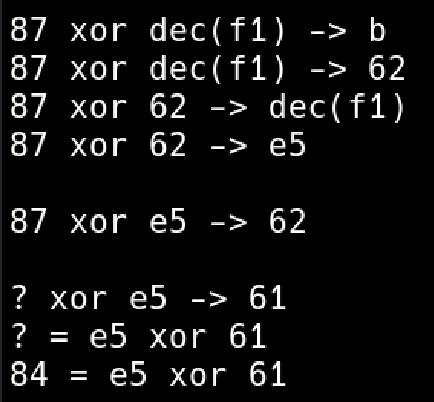 87 xor dec(f1) -> b
87 xor dec(f1) -> 62
87 xor 62 -> dec(f1)
87 xor 62 -> e5
87 xor e5 -> 62
? xor e5 -> 61
? = e5 xor 61
84 = e5 xor 61